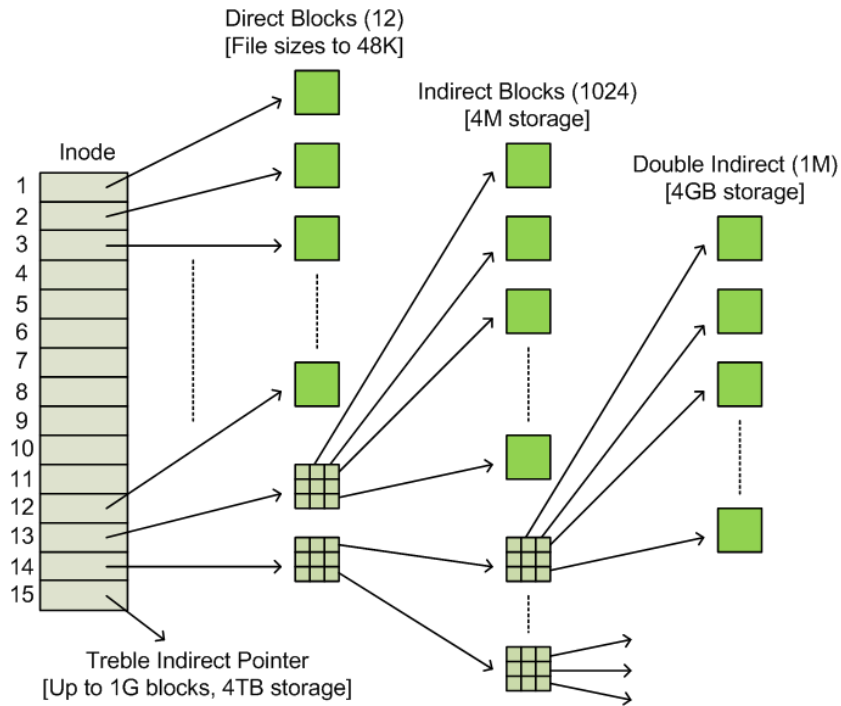 Direct Blocks (12)
[File sizes to 48K]
Indirect Blocks (1024)
[4M storage]
Double Indirect (1M)
[4GB storage]
Inode
1
2
3
4
5
6
7
8
9
10
11
12
13
14
15
Treble Indirect Pointer
[Up to 1G blocks, 4TB storage]